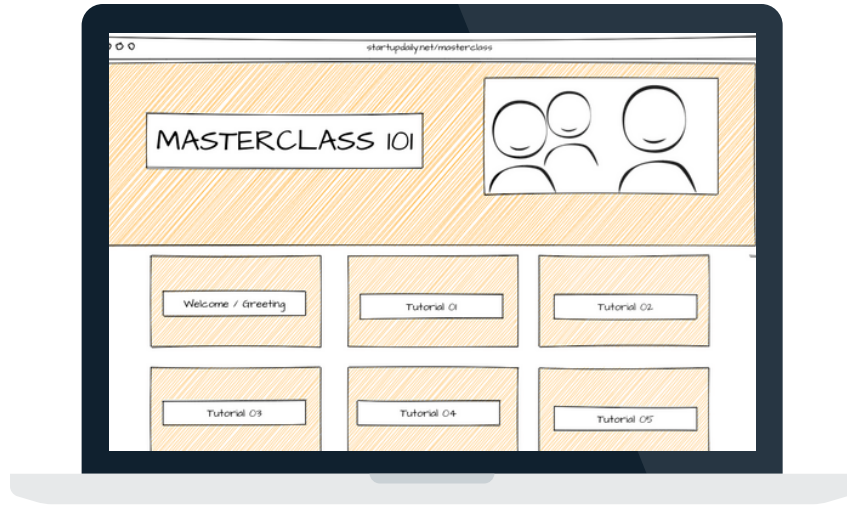 startupdaily.net/masterclass
MASTERCLASS 101
Welcome / Greeting
Tutorial 01
Tutorial 02
Tutorial 03
Tutorial 04
Tutorial 05